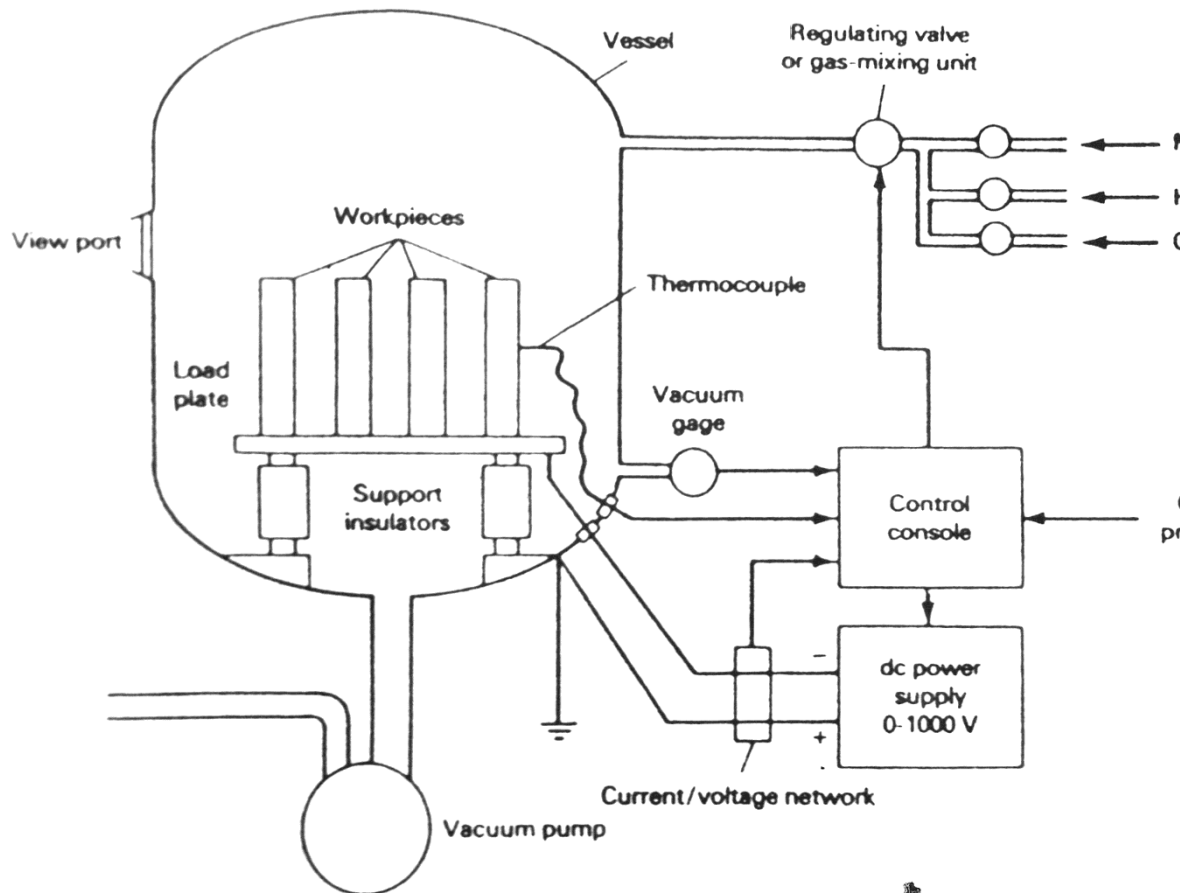 Vessel
Regulating valve
or gas-mixing unit
Workpieces
View port
Thermocouple
Load
plate
Vacuum
gage
Support
insulators
Control
console
dc power
supply
0-1000 V
−
+
Current/voltage network
Vacuum pump